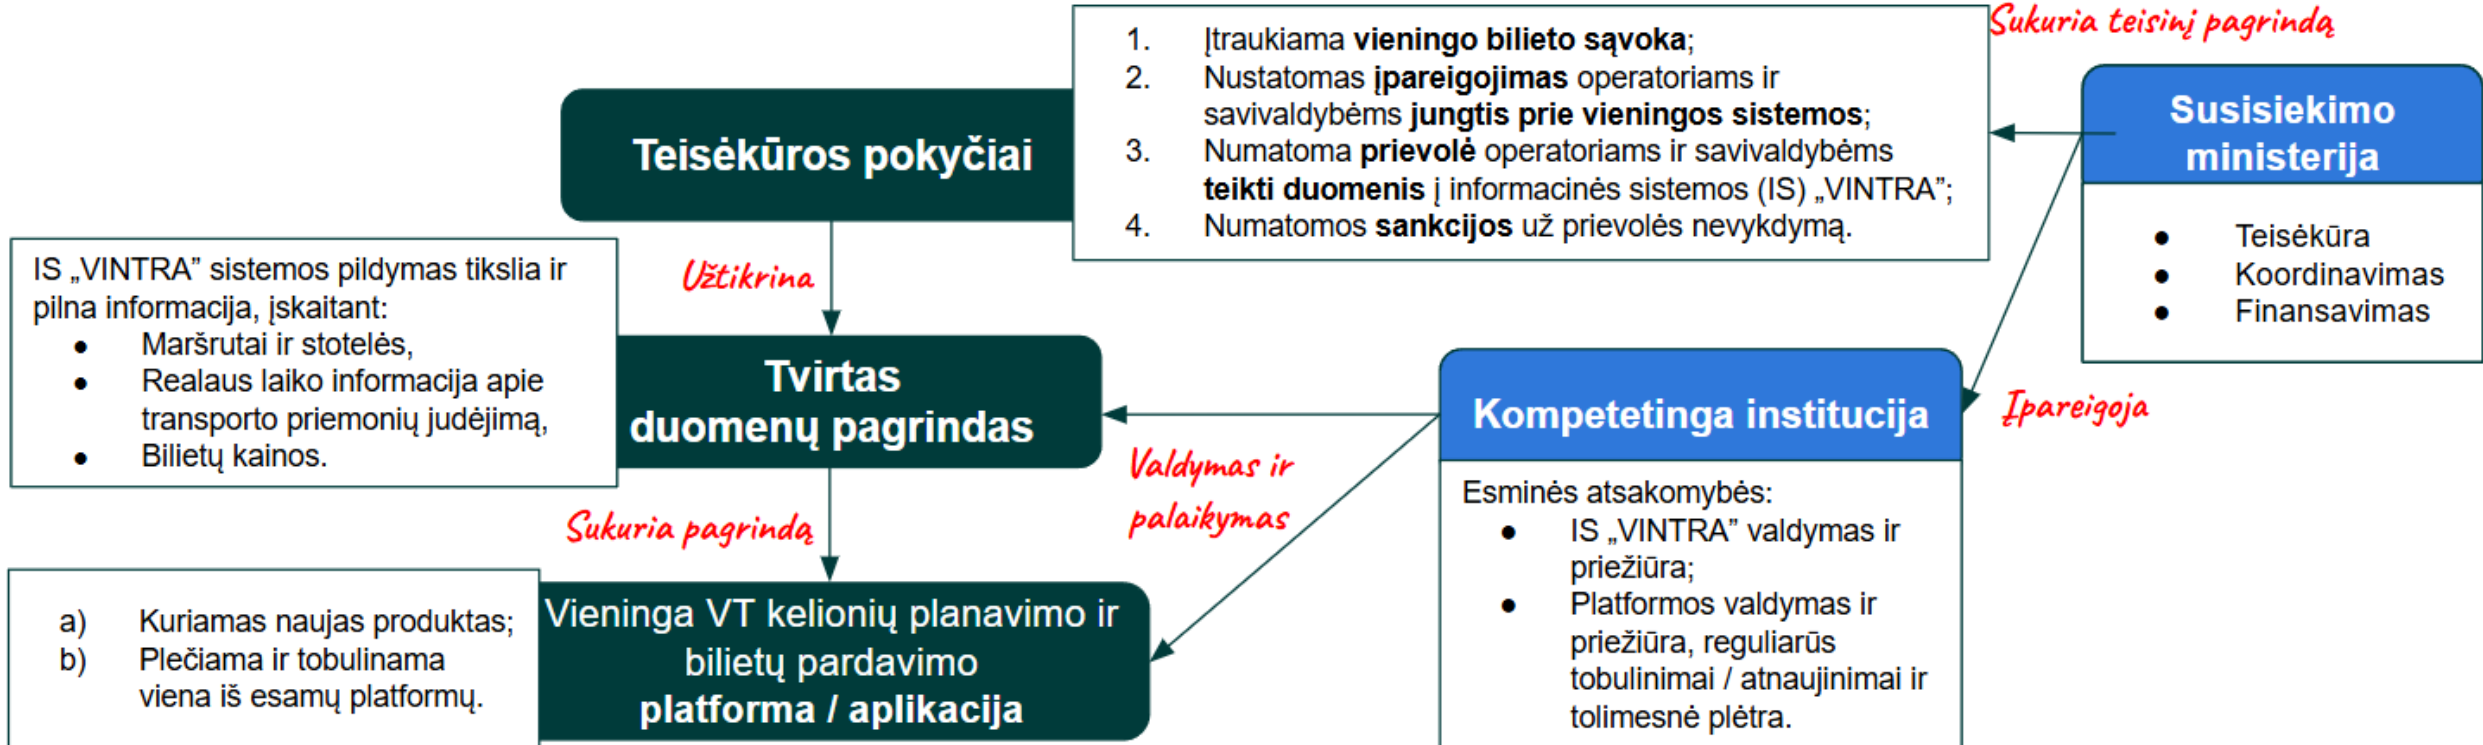 Sukuria teisinį pagrindą
1. Įtraukiama vieningo bilieto sąvoka;
2. Nustatomas įpareigojimas operatoriams ir
savivaldybėms jungtis prie vieningos sistemos;
3. Numatoma prievolė operatoriams ir savivaldybėms
teikti duomenis į informacinės sistemos (IS) „VINTRA”;
4. Numatomos sankcijos už prievolės nevykdymą.
Teisėkūros pokyčiai
Susisiekimo
ministerija
● Teisėkūra
● Koordinavimas
● Finansavimas
Užtikrina
IS „VINTRA” sistemos pildymas tikslia ir
pilna informacija, įskaitant:
● Maršrutai ir stotelės,
● Realaus laiko informacija apie
transporto priemonių judėjimą,
● Bilietų kainos.
Tvirtas
duomenų pagrindas
Kompetetinga institucija
Įpareigoja
Valdymas ir
palaikymas
Esminės atsakomybės:
● IS „VINTRA” valdymas ir
priežiūra;
● Platformos valdymas ir
priežiūra, reguliarūs
tobulinimai / atnaujinimai ir
tolimesnė plėtra.
Sukuria pagrindą
a) Kuriamas naujas produktas;
b) Plečiama ir tobulinama
viena iš esamų platformų.
Vieninga VT kelionių planavimo ir
bilietų pardavimo
platforma / aplikacija